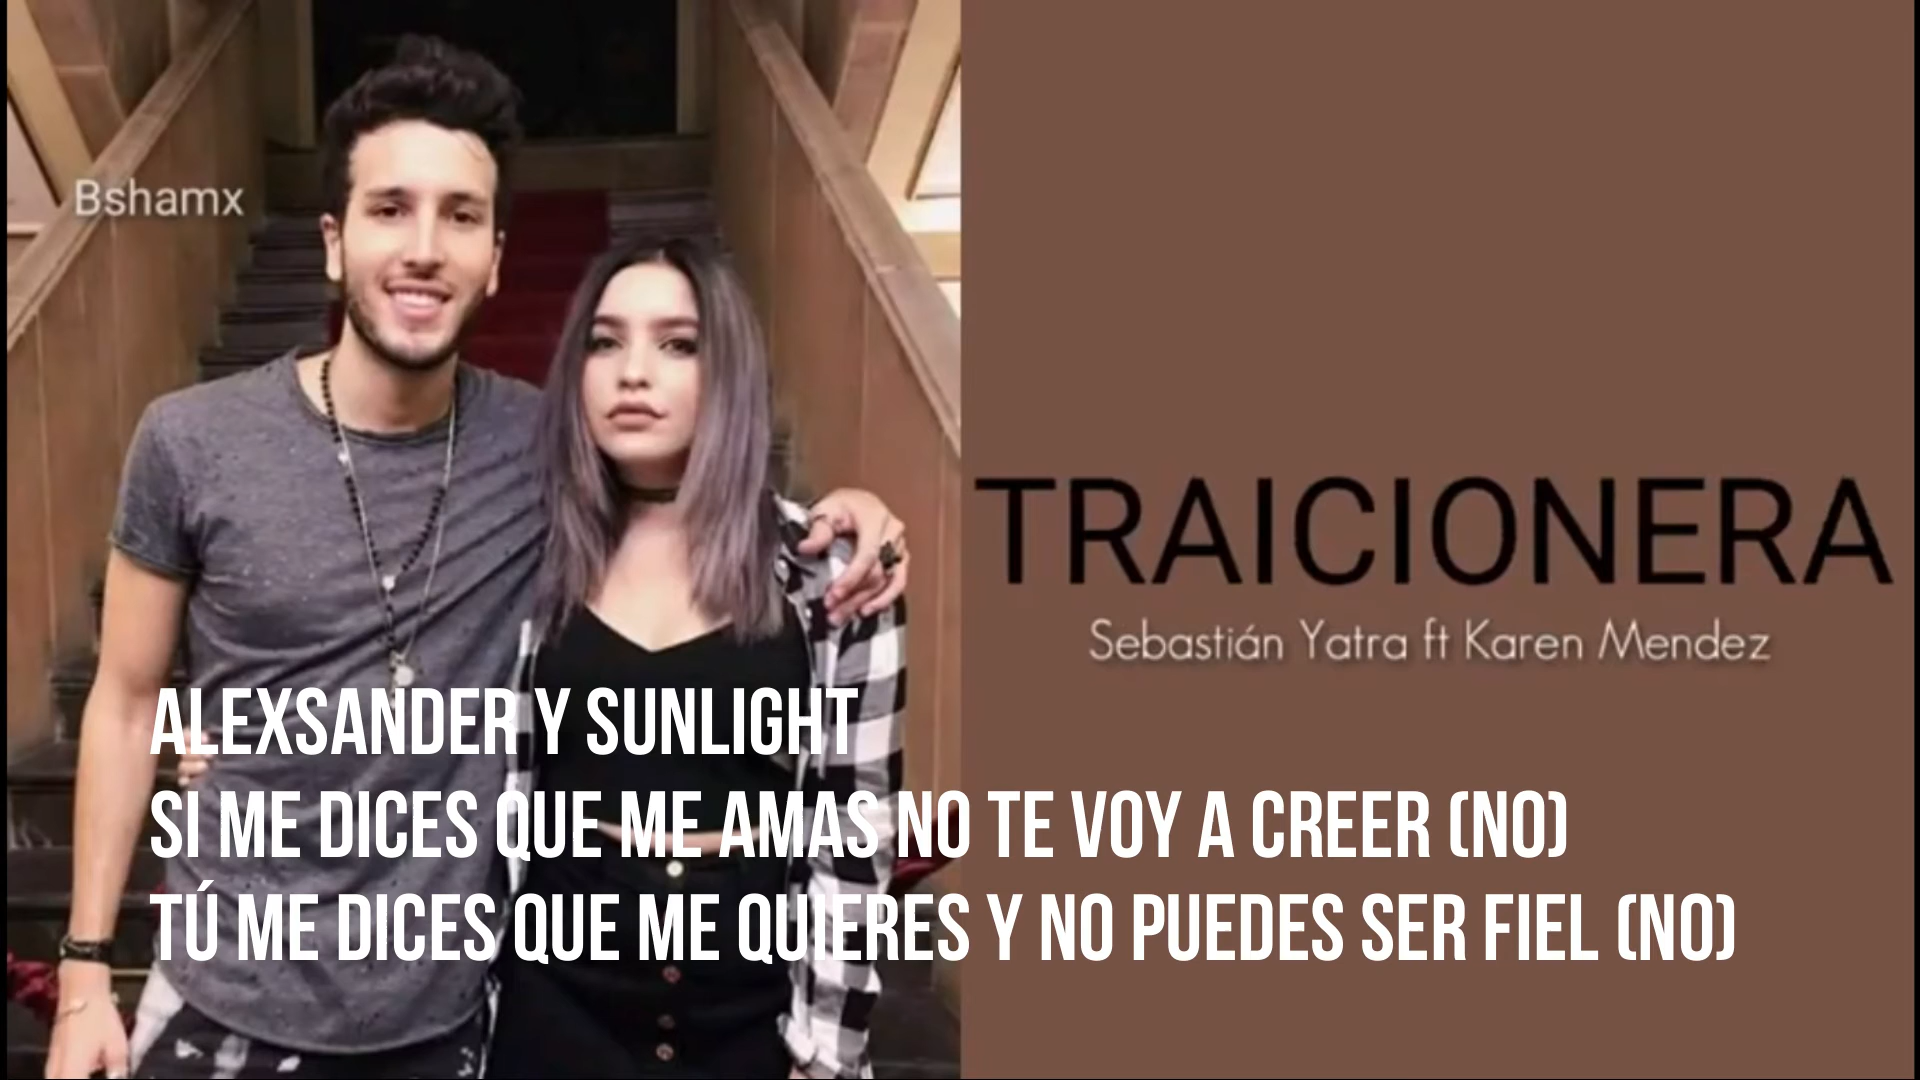 Bshamx
TRAICIONERA
Sebastián Yatra ft Karen Mendez
ALEXSANDER Y SUNLIGHT
SI ME DICES QUE ME AMAS NO TE VOY A CREER (NO)
TÚ ME DICES QUE ME QUIERES Y NO PUEDES SER FIEL (NO)